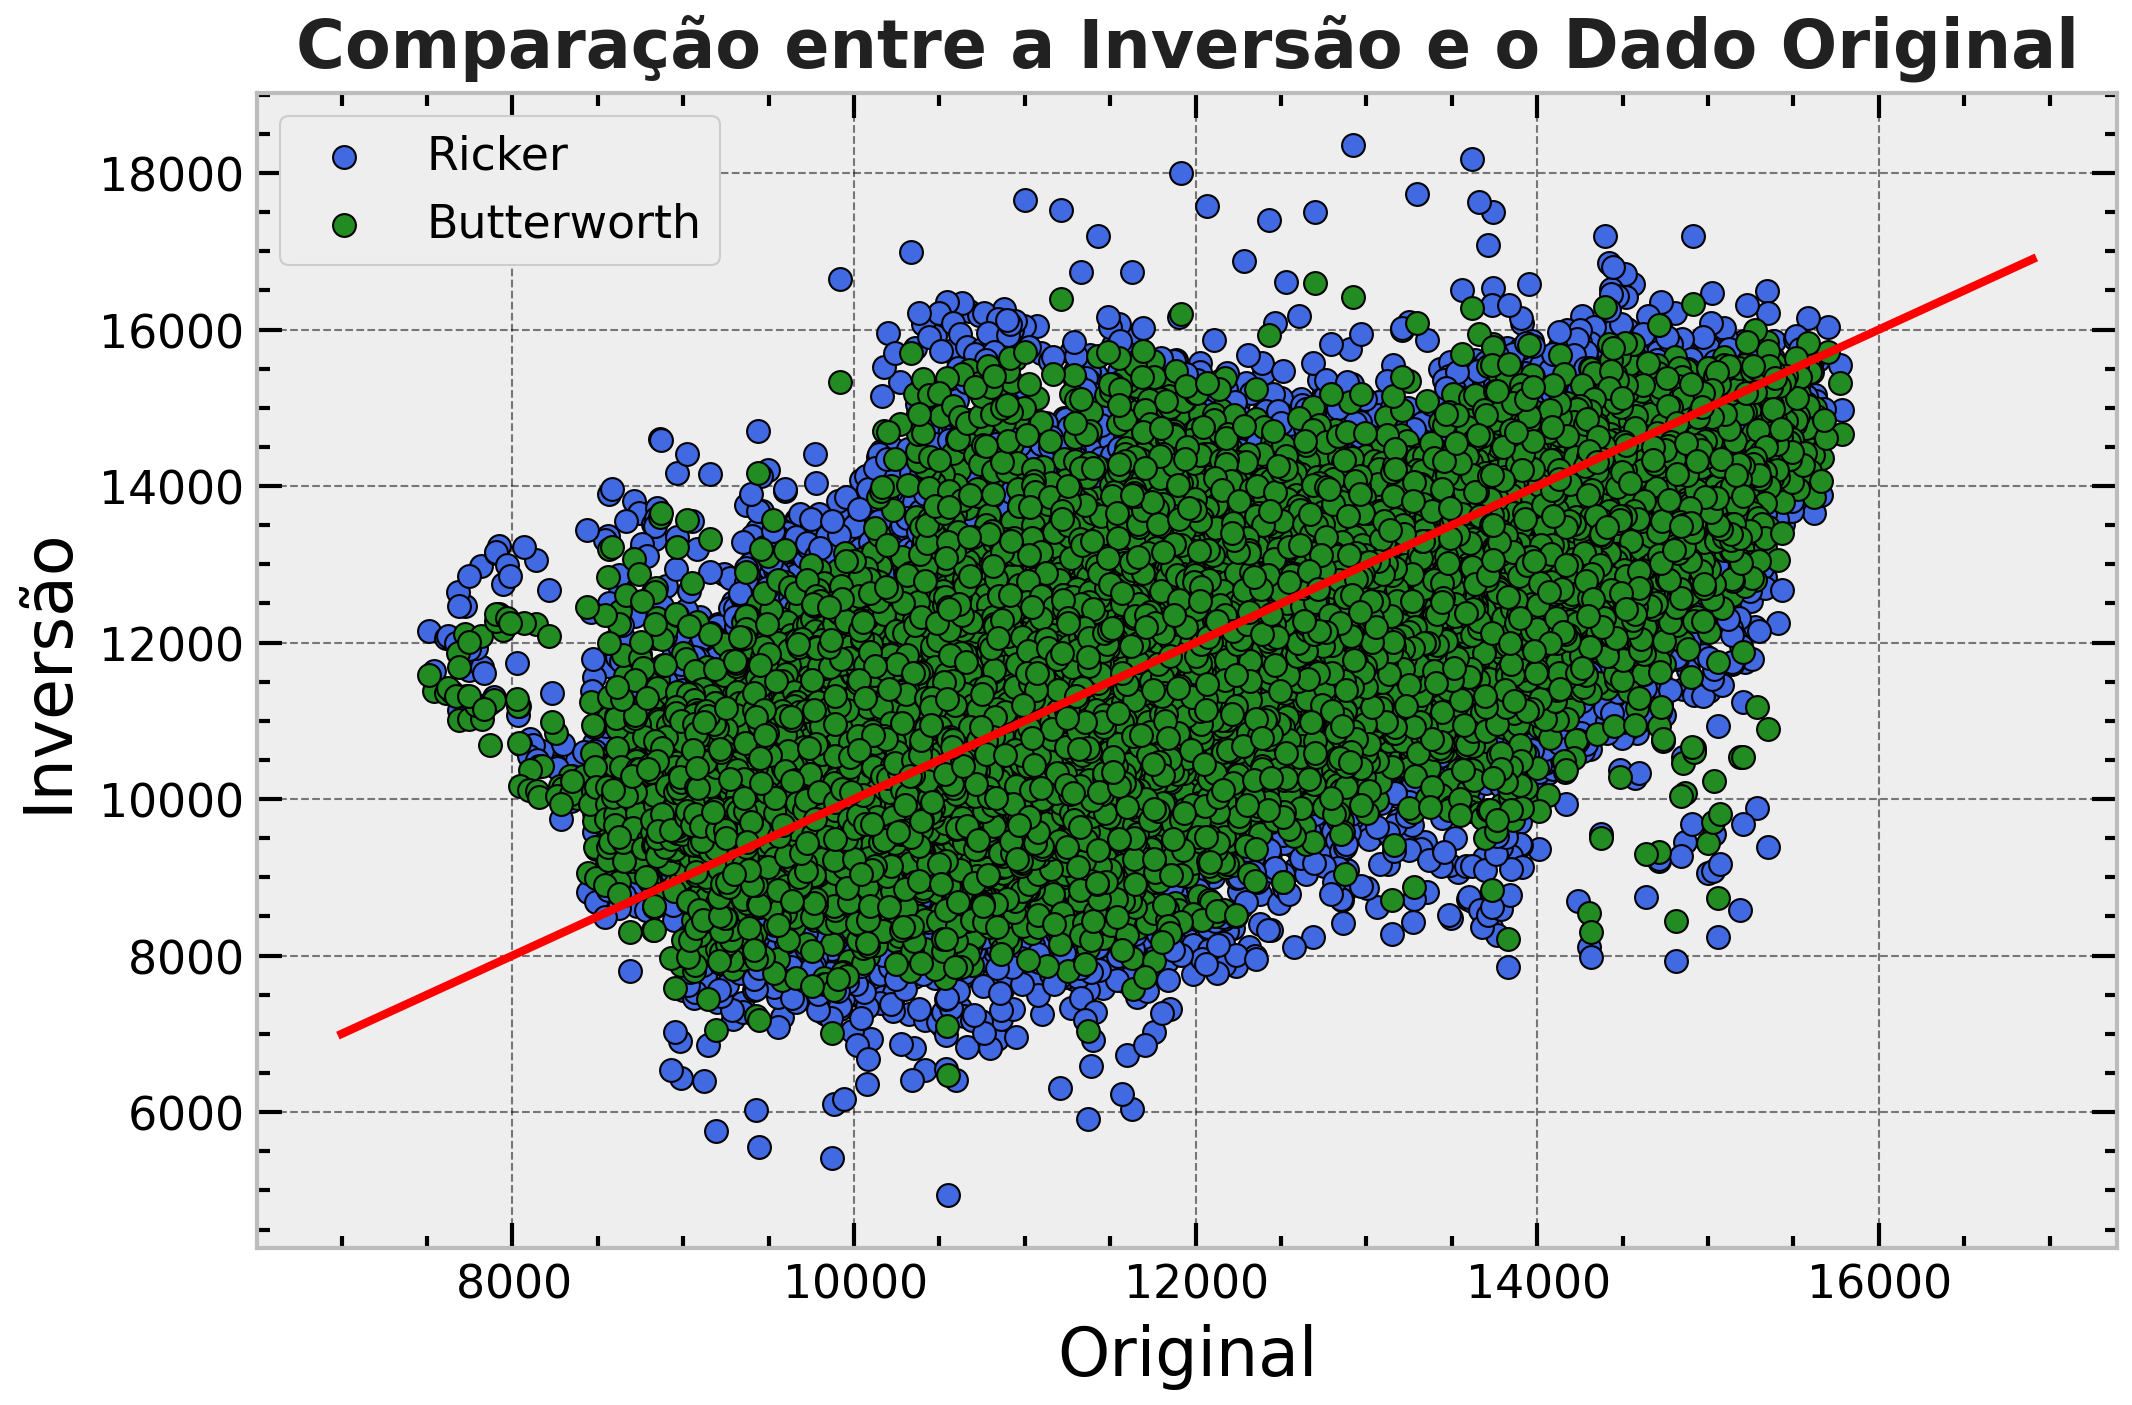 Comparação entre a Inversão e o Dado Original
Ricker
Butterworth
18000
16000
14000
12000
10000
8000
6000
Inversão
8000 10000 12000 14000 16000
Original